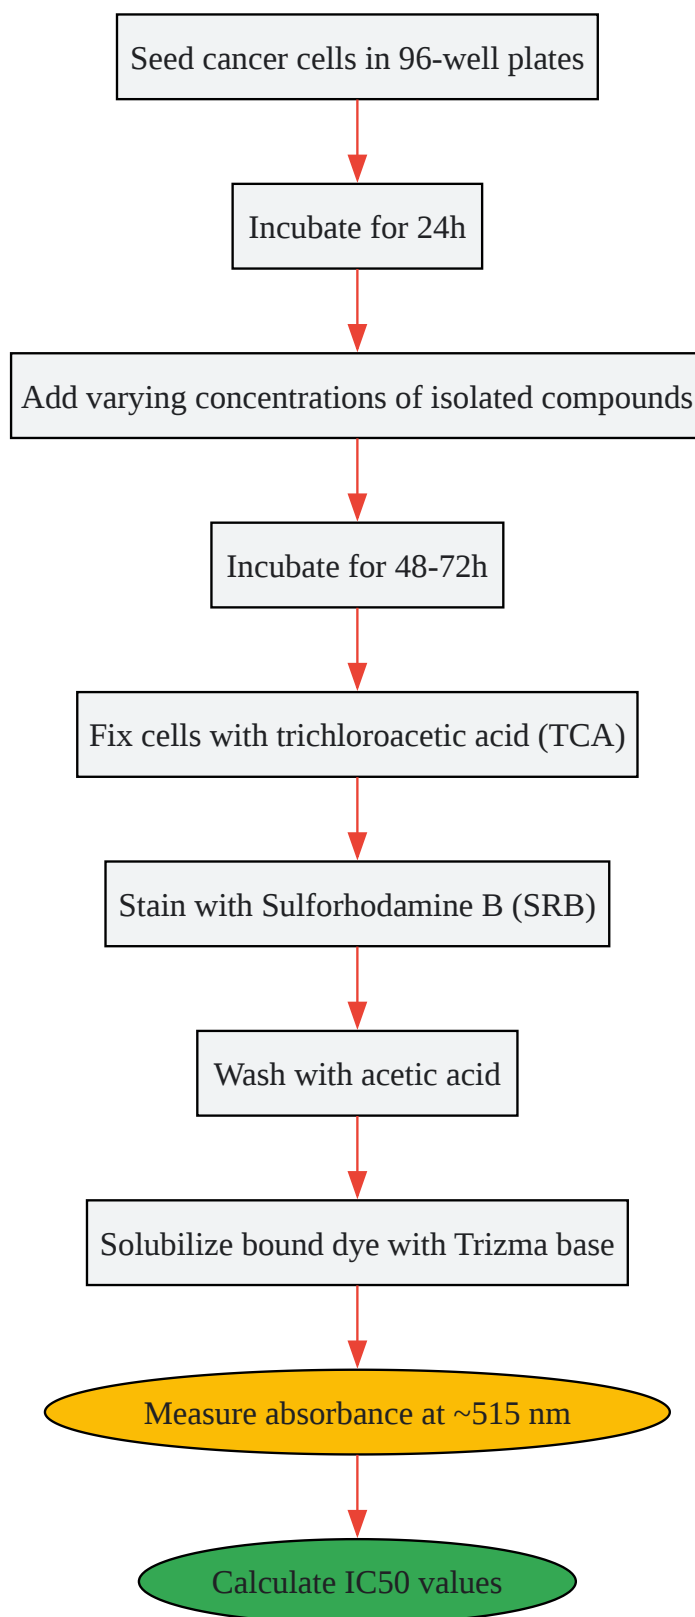 Seed cancer cells in 96-well plates
Incubate for 24h
Add varying concentrations of isolated compounds
Incubate for 48-72h
Fix cells with trichloroacetic acid (TCA)
Stain with Sulforhodamine B (SRB)
Wash with acetic acid
Solubilize bound dye with Trizma base
Measure absorbance at ~515 nm
Calculate IC50 values